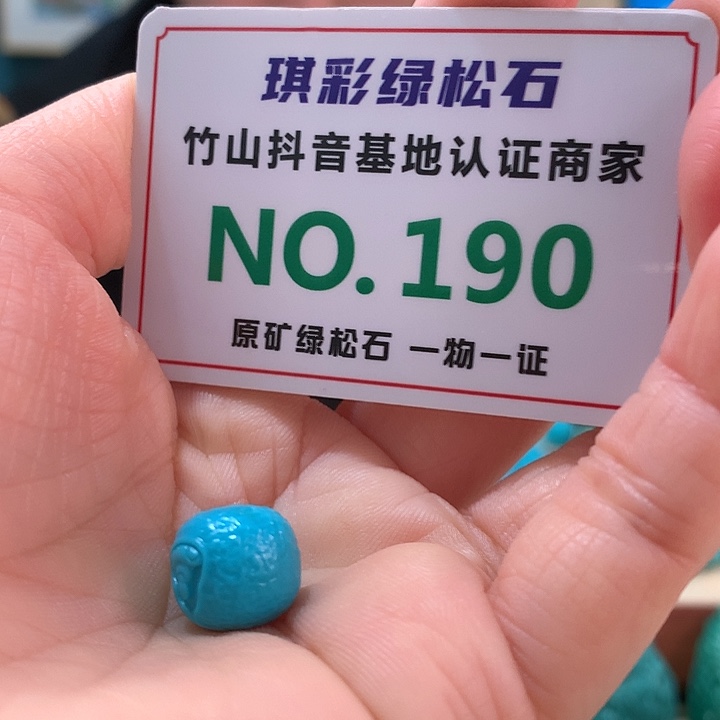 琪彩绿松石
竹山抖音基地认证商家
NO.190
原矿绿松石 一物一证